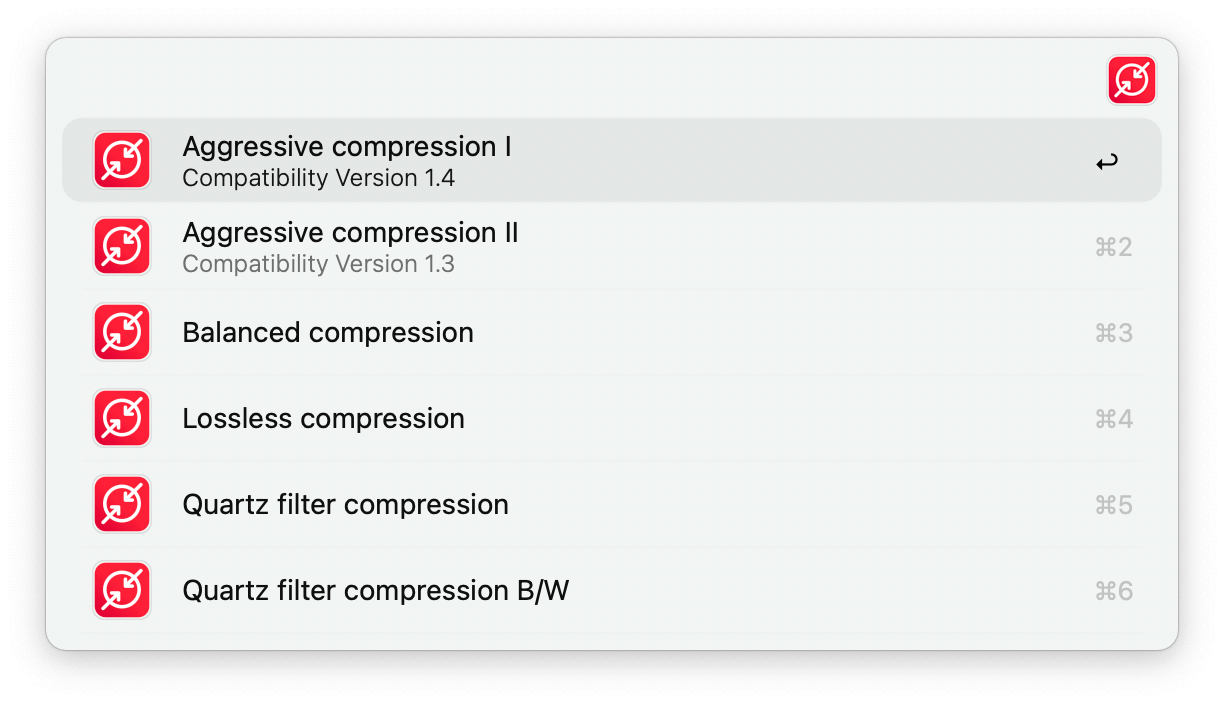 Aggressive compression I
Compatibility Version 1.4
↩
Aggressive compression II
Compatibility Version 1.3
⌘2
Balanced compression
⌘3
Lossless compression
⌘4
Quartz filter compression
⌘5
Quartz filter compression B/W
⌘6